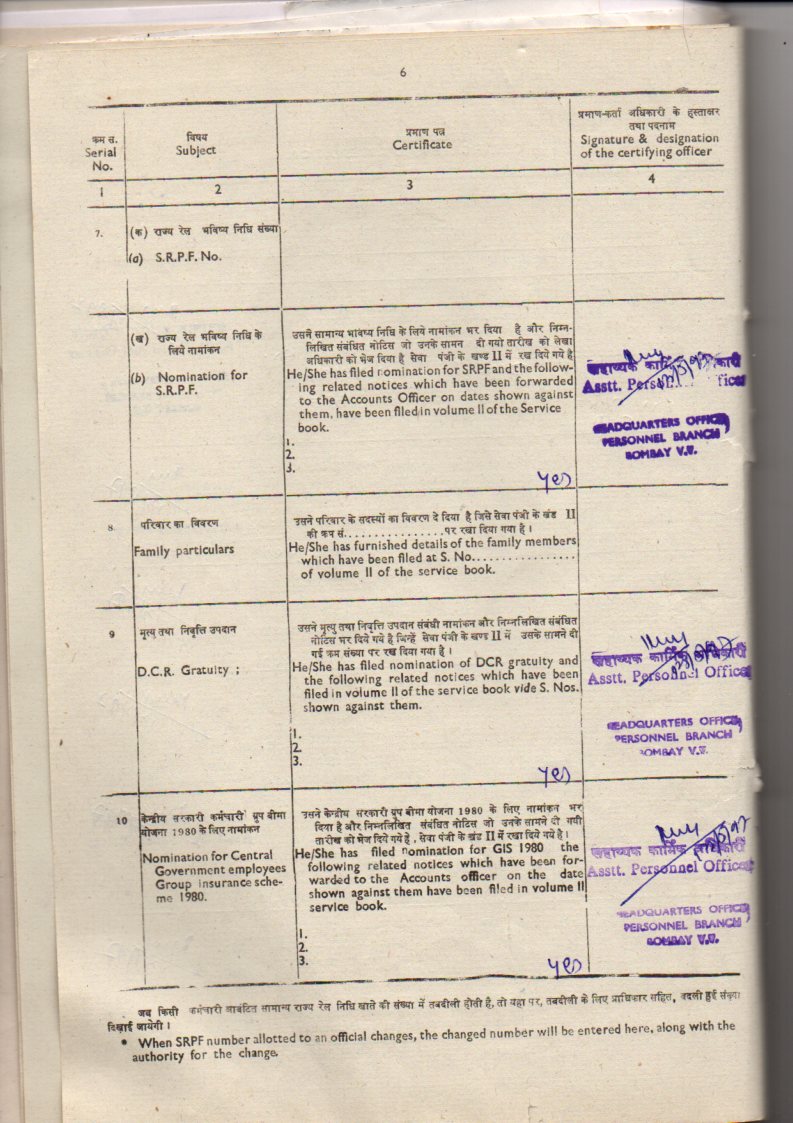 6
क्रम सं.
Serial
No.
विषय
Subject
प्रमाण पत्र
Certificate
प्रमाण-कर्ता अधिकारी के हस्ताक्षर
तथा पदनाम
Signature & designation
of the certifying officer
1
2
3
4
7.
(क) राज्य रेल भविष्य निधि संख्या
(a) S.R.P.F. No.
(ख) राज्य रेल भविष्य निधि के
लिये नामांकन
(b) Nomination for
S.R.P.F.
उसने सामान्य भविष्य निधि के लिये नामांकन भर दिया है और निम्न-
लिखित संबंधित नोटिस जो उनके सामन दी गयी तारीख को लेखा
अधिकारी को भेज दिया है सेवा पंजी के खण्ड II में रख दिये गये है
He/She has filed nomination for SRPF and the follow-
ing related notices which have been forwarded
to the Accounts Officer on dates shown against
them, have been filed in volume II of the Service
book.
1.
2.
3.
yes
सहाय्यक
Asstt.
HEADQUARTERS OFFICE,
PERSONNEL BRANCH
BOMBAY V.T.
8.
परिवार का विवरण
Family particulars
उसने परिवार के सदस्यों का विवरण दे दिया है जिसे सेवा पंजी के खंड II
की क्रम सं................पर रखा दिया गया है ।
He/She has furnished details of the family members
which have been filed at S. No.................
of volume II of the service book.
9
मृत्यु तथा निवृत्ति उपदान
D.C.R. Gratuity ;
उसने मृत्यु तथा निवृत्ति उपदान संबंधी नामांकन और निम्नलिखित संबंधित
नोटिस भर दिये गये है जिन्हें सेवा पंजी के खण्ड II में उसके सामने दी
गई क्रम संख्या पर रख दिया गया है ।
He/She has filed nomination of DCR gratuity and
the following related notices which have been
filed in volume II of the service book vide S. Nos.
shown against them.
1.
2.
3.
yes
सहाय्यक कार्मिक अधिकारी
Asstt. Personnel Officer
HEADQUARTERS OFFICE,
PERSONNEL BRANCH
BOMBAY V.T.
10
केन्द्रीय सरकारी कर्मचारी ग्रुप बीमा
योजना 1980 के लिए नामांकन
Nomination for Central
Government employees
Group insurance sche-
me 1980.
उसने केन्द्रीय सरकारी ग्रुप बीमा योजना 1980 के लिए नामांकन भर
दिया है और निम्नलिखित संबंधित नोटिस जो उनके सामने दी गयी
तारीख को भेज दिये गये है , सेवा पंजी के खंड II में रखा दिये गये है ।
He/She has filed nomination for GIS 1980 the
following related notices which have been for-
warded to the Accounts officer on the date
shown against them have been filed in volume II
service book.
1.
2.
3.
yes
सहाय्यक कार्मिक अधिकारी
Asstt. Personnel Officer
HEADQUARTERS OFFICE,
PERSONNEL BRANCH
BOMBAY V.T.
जब किसी कर्मचारी आबंटित सामान्य राज्य रेल निधि खाते की संख्या में तबदीली होती है, तो यहा पर, तबदीली के लिए प्राधिकार सहित, बदली हुई संख्या
दिखाई जायेगी ।
* When SRPF number allotted to an official changes, the changed number will be entered here, along with the
authority for the change.